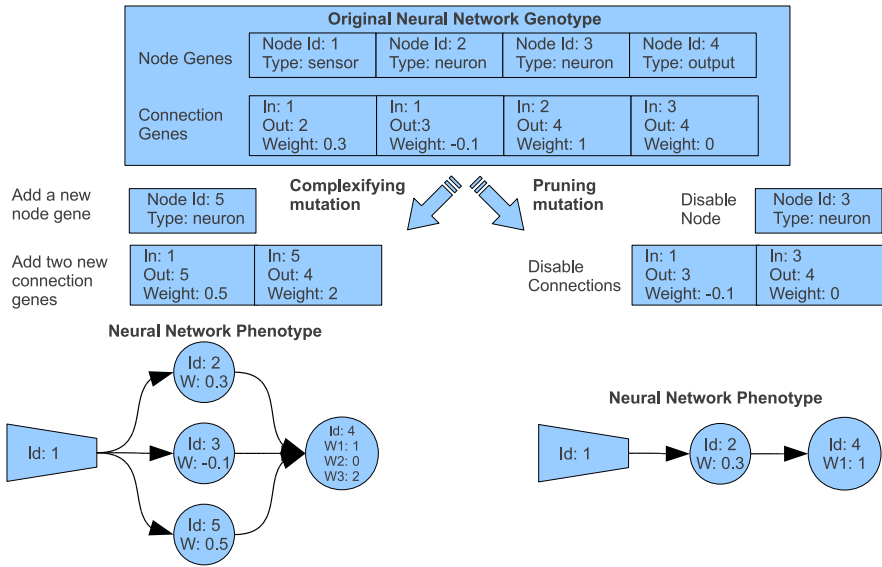 Original Neural Network Genotype
Node Genes
Node Id: 1
Type: sensor
Node Id: 2
Type: neuron
Node Id: 3
Type: neuron
Node Id: 4
Type: output
Connection
Genes
In: 1
Out: 2
Weight: 0.3
In: 1
Out:3
Weight: -0.1
In: 2
Out: 4
Weight: 1
In: 3
Out: 4
Weight: 0
Complexifying
mutation
Pruning
mutation
Add a new
node gene
Node Id: 5
Type: neuron
Add two new
connection
genes
In: 1
Out: 5
Weight: 0.5
In: 5
Out: 4
Weight: 2
Disable
Node
Node Id: 3
Type: neuron
Disable
Connections
In: 1
Out: 3
Weight: -0.1
In: 3
Out: 4
Weight: 0
Neural Network Phenotype
Id: 1
Id: 2
W: 0.3
Id: 3
W: -0.1
Id: 5
W: 0.5
Id: 4
W1: 1
W2: 0
W3: 2
Neural Network Phenotype
Id: 1
Id: 2
W: 0.3
Id: 4
W1: 1